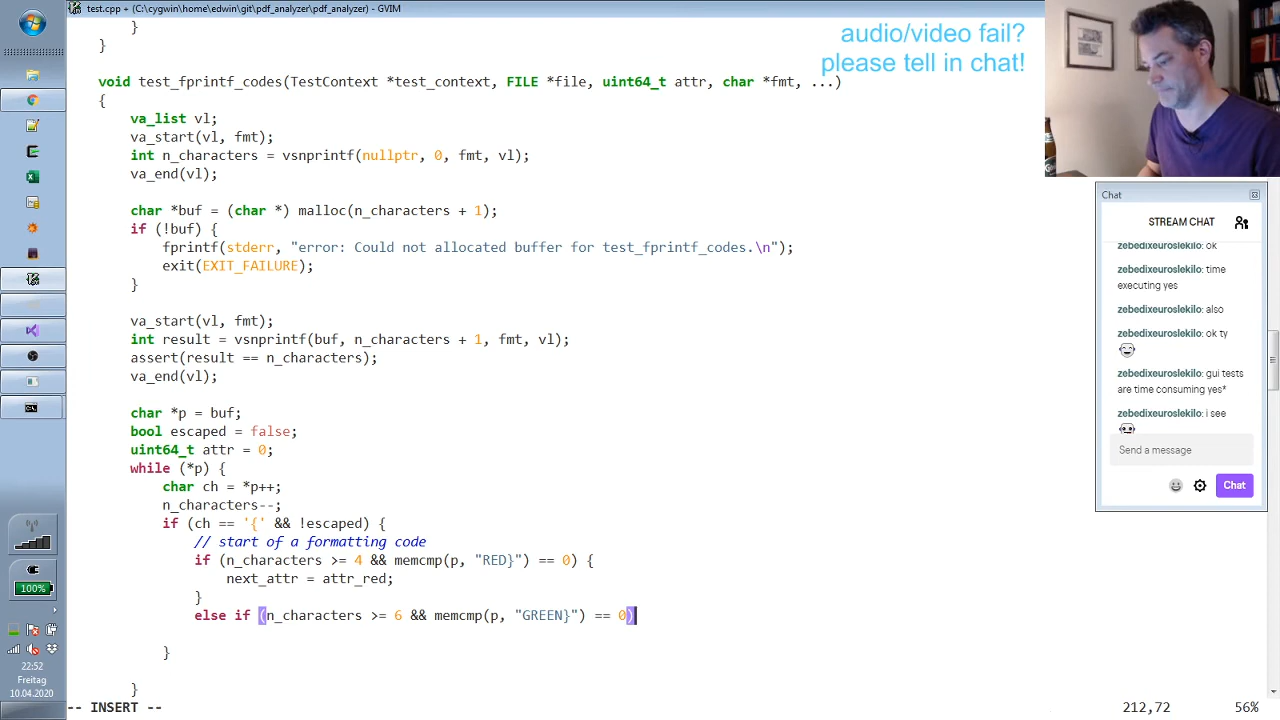 test.cpp + (C:\cygwin\home\edwin\git\pdf_analyzer\pdf_analyzer) - GVIM
}
}
void test_fprintf_codes(TestContext *test_context, FILE *file, uint64_t attr, char *fmt, ...)
{
va_list vl;
va_start(vl, fmt);
int n_characters = vsnprintf(nullptr, 0, fmt, vl);
va_end(vl);
char *buf = (char *) malloc(n_characters + 1);
if (!buf) {
fprintf(stderr, "error: Could not allocated buffer for test_fprintf_codes.\n");
exit(EXIT_FAILURE);
}
va_start(vl, fmt);
int result = vsnprintf(buf, n_characters + 1, fmt, vl);
assert(result == n_characters);
va_end(vl);
char *p = buf;
bool escaped = false;
uint64_t attr = 0;
while (*p) {
char ch = *p++;
n_characters--;
if (ch == '{' && !escaped) {
// start of a formatting code
if (n_characters >= 4 && memcmp(p, "RED}") == 0) {
next_attr = attr_red;
}
else if (n_characters >= 6 && memcmp(p, "GREEN}") == 0)
}
}
-- INSERT --
212,72
56%
audio/video fail?
please tell in chat!
Chat
STREAM CHAT
zebedixeuroslekilo: ok
zebedixeuroslekilo: time
executing yes
zebedixeuroslekilo: also
zebedixeuroslekilo: ok ty
zebedixeuroslekilo: gui tests
are time consuming yes*
zebedixeuroslekilo: i see
Send a message
Chat
100%
22:52
Freitag
10.04.2020